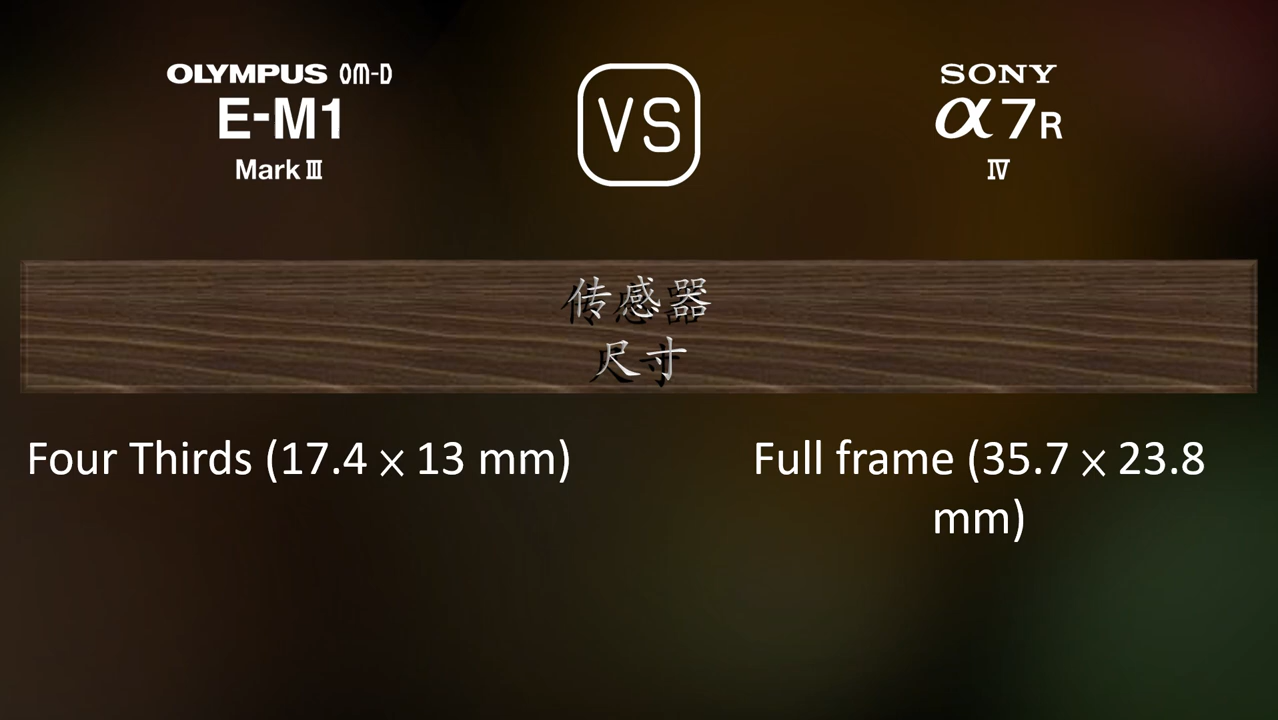 OLYMPUS OM-D
E-M1
Mark III
VS
SONY
α7R
IV
传感器
尺寸
Four Thirds (17.4 x 13 mm)
Full frame (35.7 x 23.8
mm)